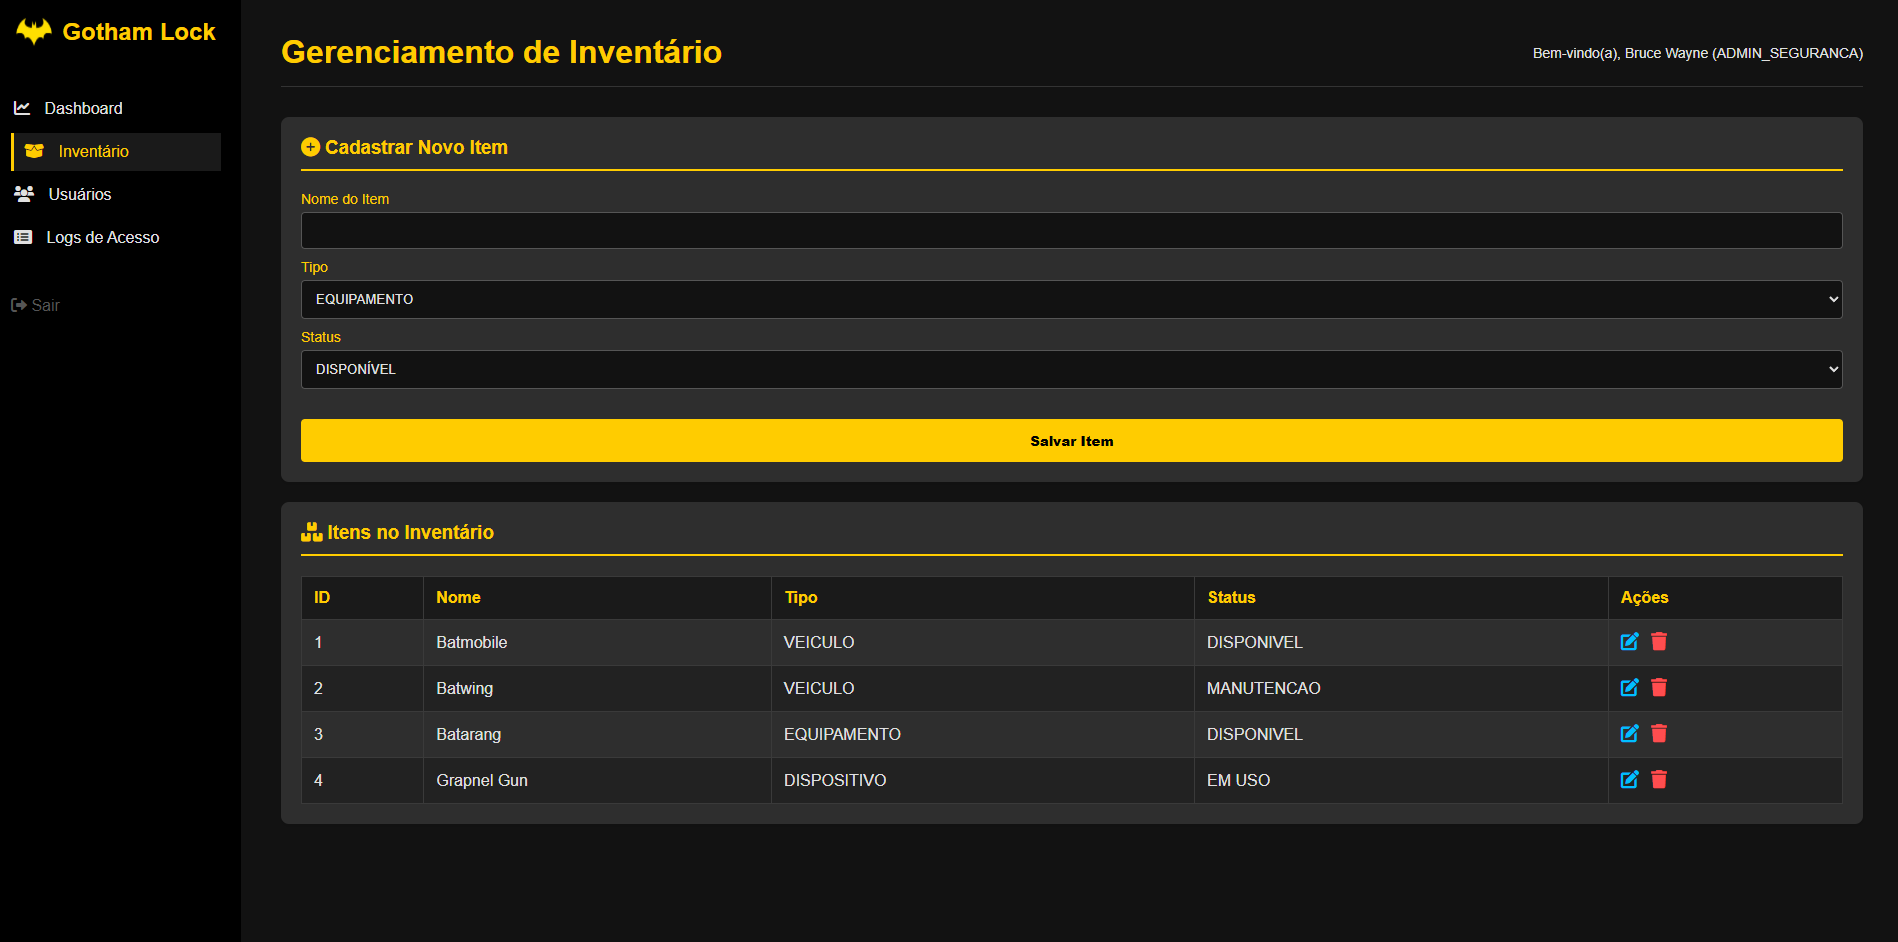 Gotham Lock
Dashboard
Inventário
Usuários
Logs de Acesso
Sair
Gerenciamento de Inventário
Bem-vindo(a), Bruce Wayne (ADMIN_SEGURANCA)
Cadastrar Novo Item
Nome do Item
Tipo
EQUIPAMENTO
Status
DISPONÍVEL
Salvar Item
Itens no Inventário
ID Nome Tipo Status Ações
1 Batmobile VEICULO DISPONIVEL
2 Batwing VEICULO MANUTENCAO
3 Batarang EQUIPAMENTO DISPONIVEL
4 Grapnel Gun DISPOSITIVO EM USO